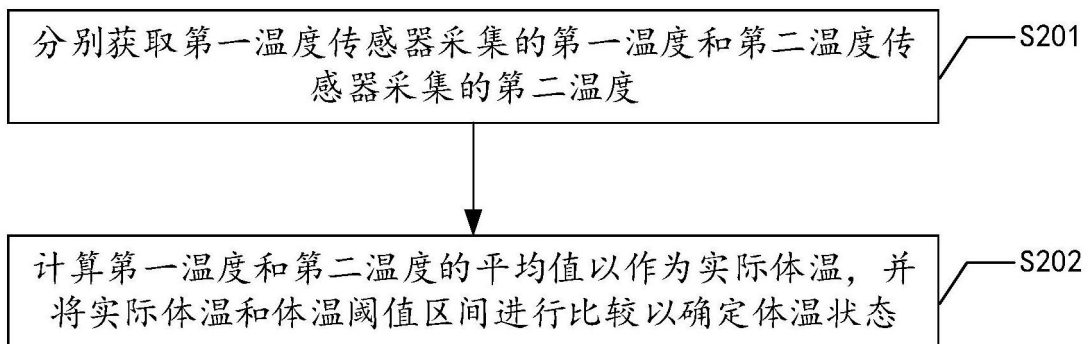 分别获取第一温度传感器采集的第一温度和第二温度传
感器采集的第二温度
S201
计算第一温度和第二温度的平均值以作为实际体温，并
将实际体温和体温阈值区间进行比较以确定体温状态
S202